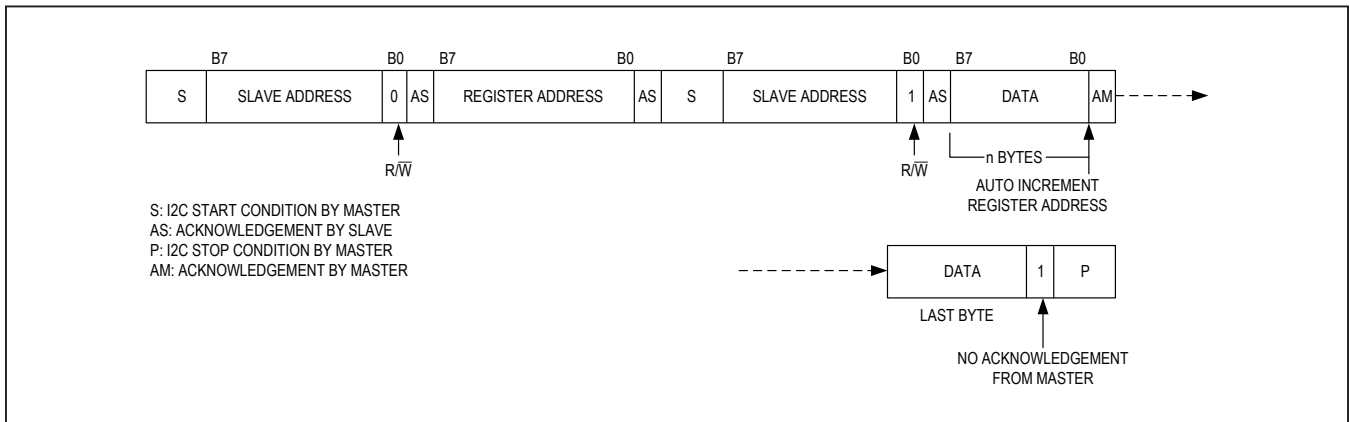 B7 B0 B7 B0 B7 B0 B7 B0
S SLAVE ADDRESS 0 AS REGISTER ADDRESS AS S SLAVE ADDRESS 1 AS DATA AM
R/W̅ R/W̅ n BYTES
AUTO INCREMENT
REGISTER ADDRESS
S: I2C START CONDITION BY MASTER
AS: ACKNOWLEDGEMENT BY SLAVE
P: I2C STOP CONDITION BY MASTER
AM: ACKNOWLEDGEMENT BY MASTER
DATA 1 P
LAST BYTE
NO ACKNOWLEDGEMENT
FROM MASTER